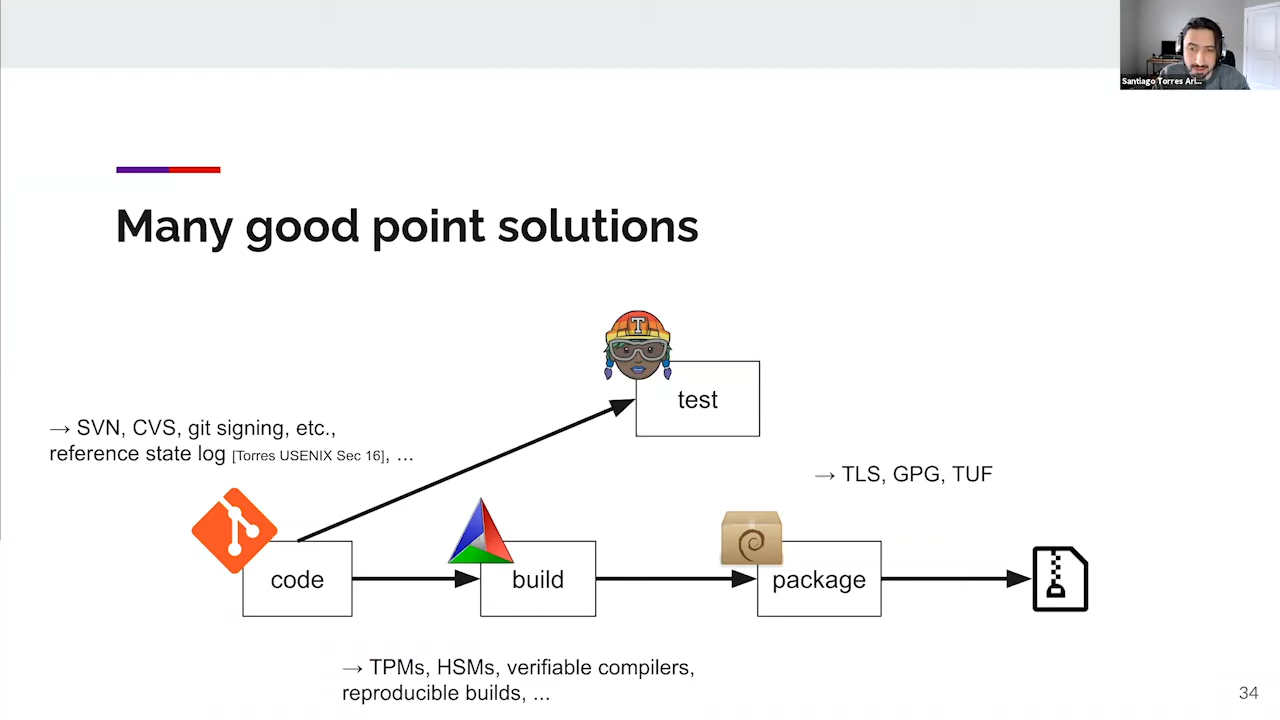 Santiago Torres Ari...
Many good point solutions
T
test
→ SVN, CVS, git signing, etc.,
reference state log [Torres USENIX Sec 16], ...
→ TLS, GPG, TUF
code
build
package
→ TPMs, HSMs, verifiable compilers,
reproducible builds, ...
34